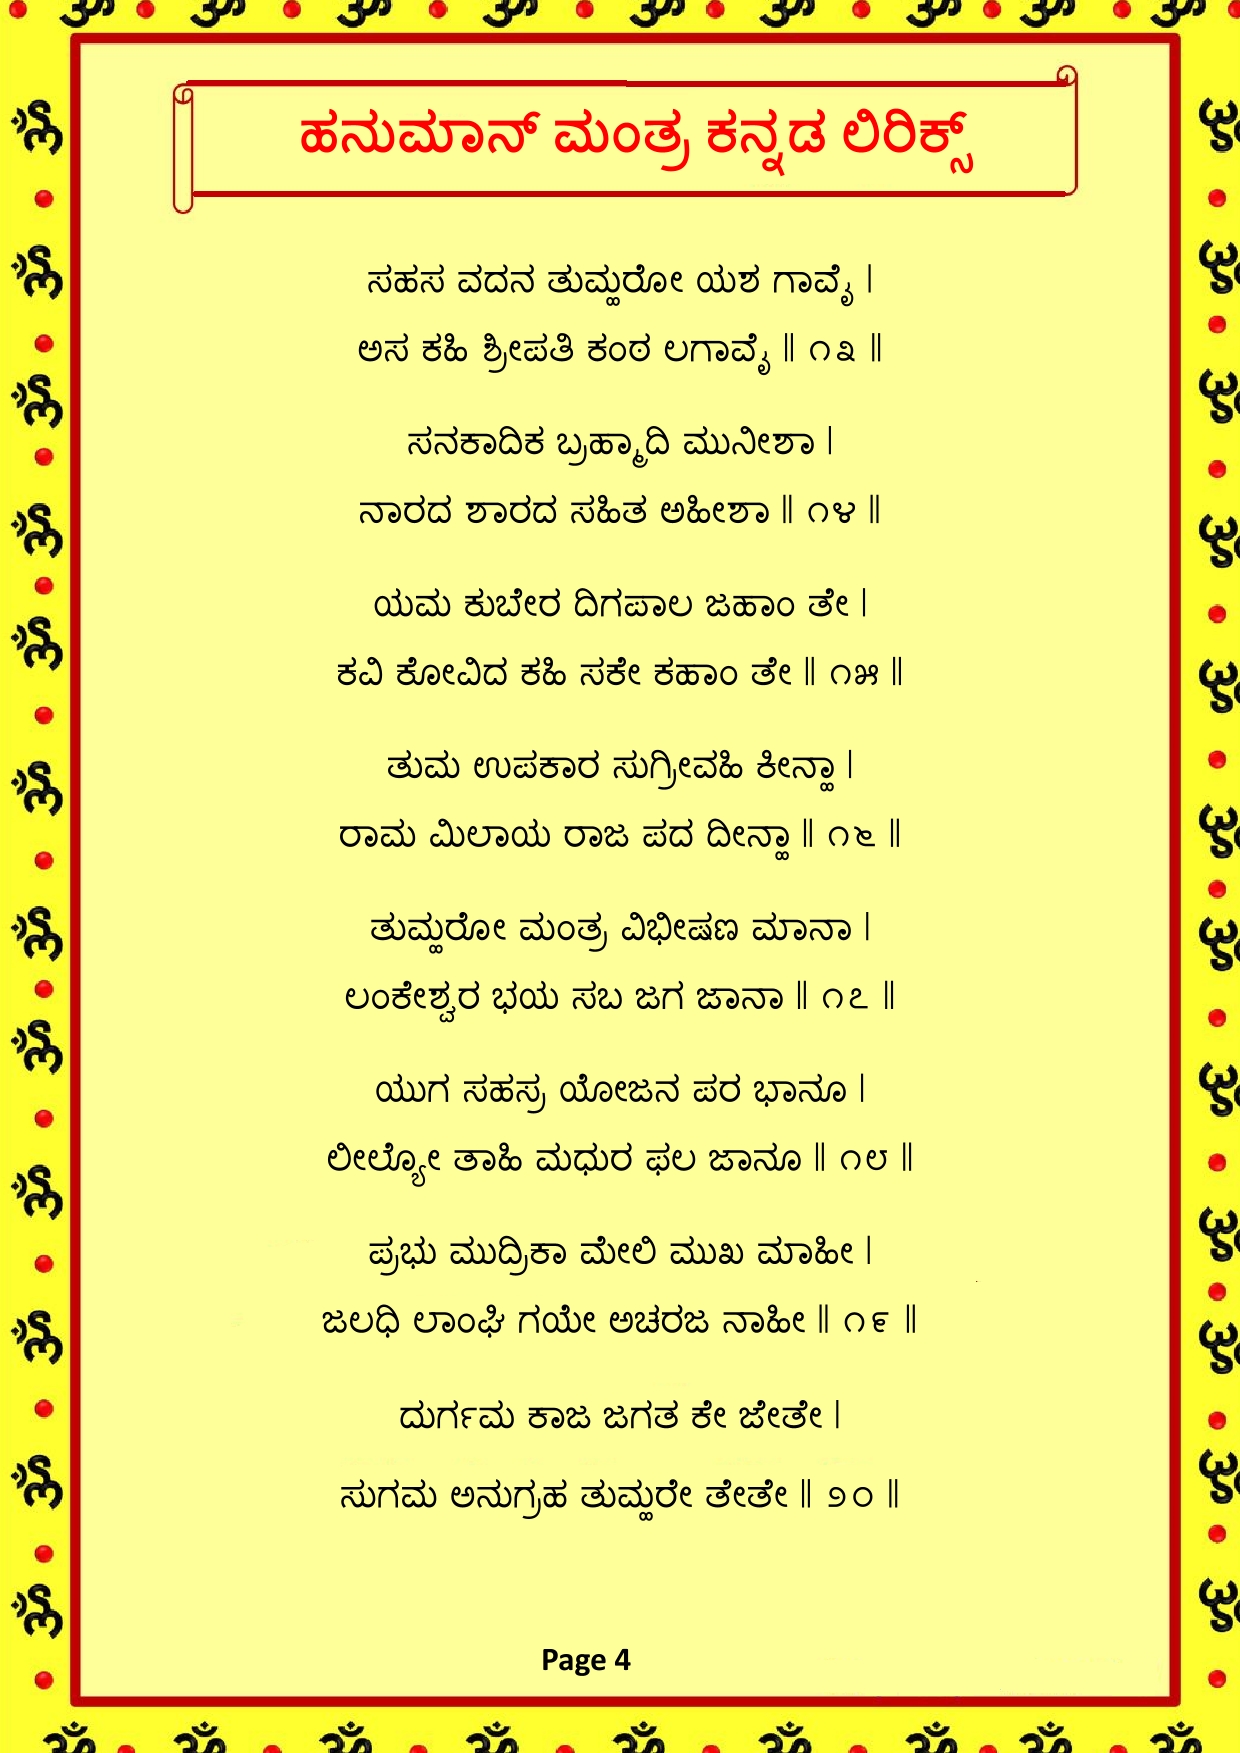 ಹನುಮಾನ್ ಮಂತ್ರ ಕನ್ನಡ ಲಿರಿಕ್ಸ್
ಸಹಸ ವದನ ತುಮ್ಹರೋ ಯಶ ಗಾವೈ |
ಅಸ ಕಹಿ ಶ್ರೀಪತಿ ಕಂಠ ಲಗಾವೈ || ೧೩ ||
ಸನಕಾದಿಕ ಬ್ರಹ್ಮಾದಿ ಮುನೀಶಾ |
ನಾರದ ಶಾರದ ಸಹಿತ ಅಹೀಶಾ || ೧೪ ||
ಯಮ ಕುಬೇರ ದಿಗಪಾಲ ಜಹಾಂ ತೇ |
ಕವಿ ಕೋವಿದ ಕಹಿ ಸಕೇ ಕಹಾಂ ತೇ || ೧೫ ||
ತುಮ ಉಪಕಾರ ಸುಗ್ರೀವಹಿ ಕೀನ್ಹಾ |
ರಾಮ ಮಿಲಾಯ ರಾಜ ಪದ ದೀನ್ಹಾ || ೧೬ ||
ತುಮ್ಹರೋ ಮಂತ್ರ ವಿಭೀಷಣ ಮಾನಾ |
ಲಂಕೇಶ್ವರ ಭಯ ಸಬ ಜಗ ಜಾನಾ || ೧೭ ||
ಯುಗ ಸಹಸ್ರ ಯೋಜನ ಪರ ಭಾನೂ |
ಲೀಲ್ಯೋ ತಾಹಿ ಮಧುರ ಫಲ ಜಾನೂ || ೧೮ ||
ಪ್ರಭು ಮುದ್ರಿಕಾ ಮೇಲಿ ಮುಖ ಮಾಹೀ |
ಜಲಧಿ ಲಾಂಘಿ ಗಯೇ ಅಚರಜ ನಾಹೀ || ೧೯ ||
ದುರ್ಗಮ ಕಾಜ ಜಗತ ಕೇ ಜೇತೇ |
ಸುಗಮ ಅನುಗ್ರಹ ತುಮ್ಹರೇ ತೇತೇ || ೨೦ ||
Page 4